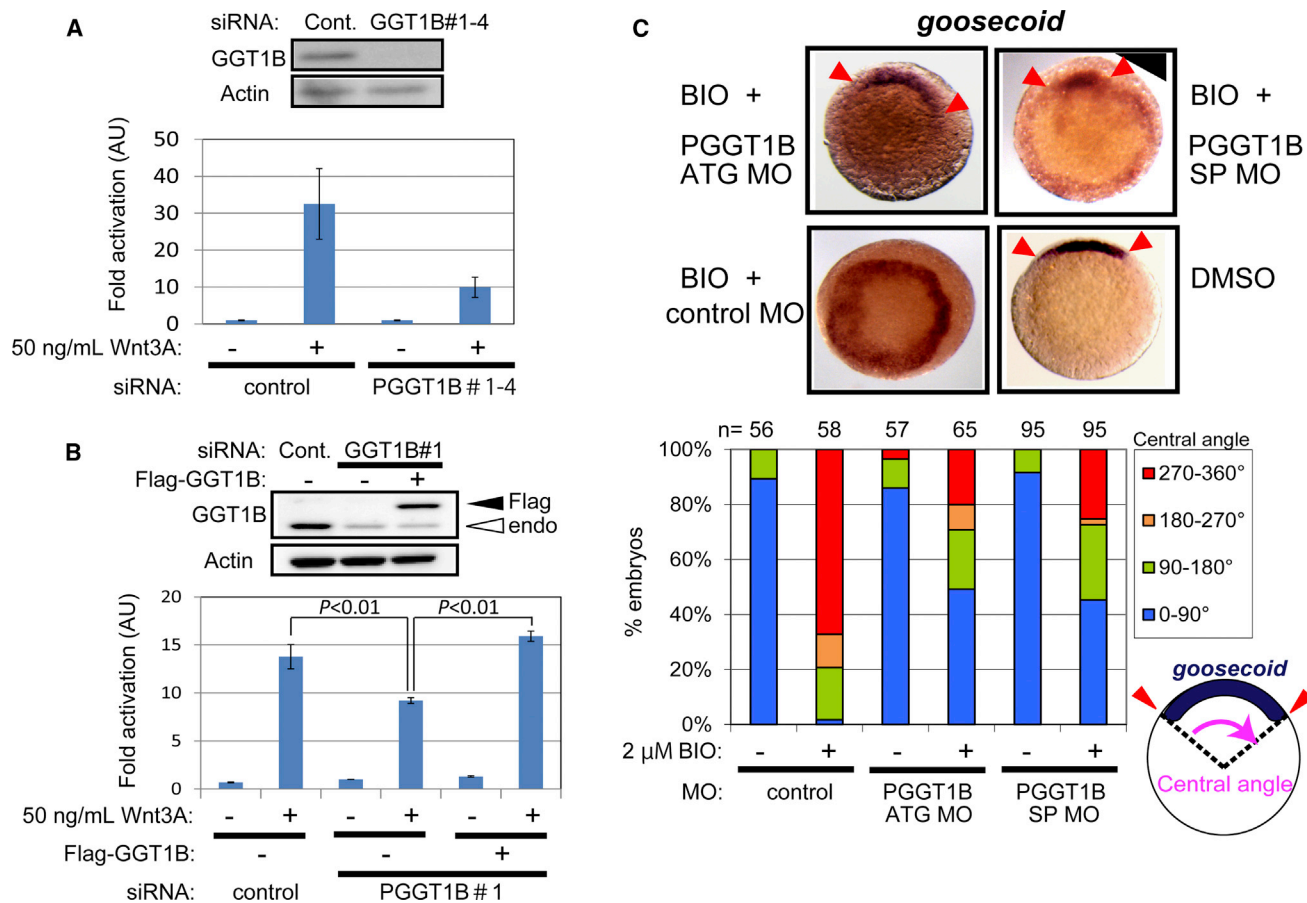 A
siRNA: Cont. GGT1B#1-4
GGT1B
Actin
Fold activation (AU)
50
40
30
20
10
0
50 ng/mL Wnt3A: - + - +
siRNA: control PGGT1B # 1-4
B
siRNA: Cont. GGT1B#1
Flag-GGT1B: - - +
GGT1B
Flag
endo
Actin
Fold activation (AU)
20
15
10
5
0
P<0.01 P<0.01
50 ng/mL Wnt3A: - + - + - +
Flag-GGT1B: - - +
siRNA: control PGGT1B # 1
C
goosecoid
BIO +
PGGT1B
ATG MO
BIO +
PGGT1B
SP MO
BIO +
control MO
DMSO
n= 56 58 57 65 95 95
% embryos
100%
80%
60%
40%
20%
0%
2 µM BIO: - + - + - +
MO: control PGGT1B ATG MO PGGT1B SP MO
Central angle
270-360°
180-270°
90-180°
0-90°
goosecoid
Central angle